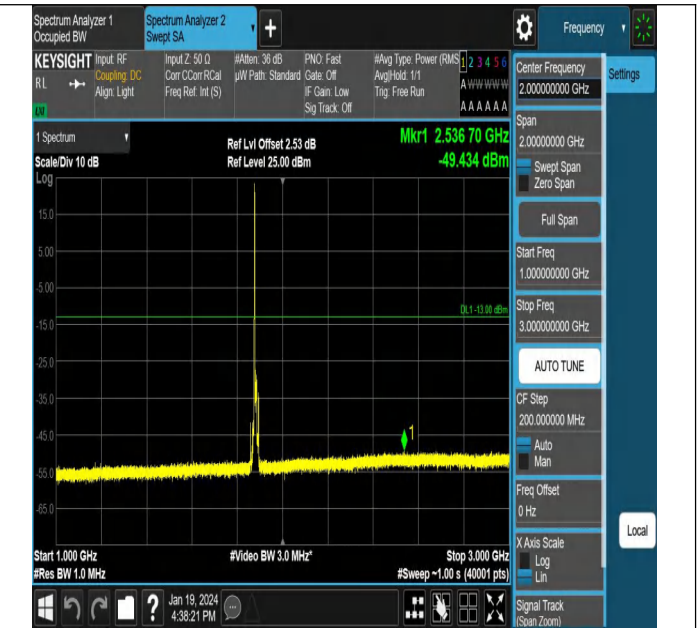 Spectrum Analyzer 1
Occupied BW
Spectrum Analyzer 2
Swept SA
+
Frequency
KEYSIGHT
RL
Input: RF
Coupling: DC
Align: Light
Input Z: 50 Ω
Corr CCorr RCal
Freq Ref: Int (S)
#Atten: 36 dB
µW Path: Standard
PNO: Fast
Gate: Off
IF Gain: Low
Sig Track: Off
#Avg Type: Power (RMS
Avg|Hold: 1/1
Trig: Free Run
1 2 3 4 5 6
A W W W W W
A A A A A A
1 Spectrum
Scale/Div 10 dB
Log
Ref Lvl Offset 2.53 dB
Ref Level 25.00 dBm
Mkr1 2.536 70 GHz
-49.434 dBm
15.0
5.00
-5.00
-15.0
-25.0
-35.0
-45.0
-55.0
-65.0
DL1 -13.00 dBm
1
Start 1.000 GHz
#Res BW 1.0 MHz
#Video BW 3.0 MHz*
Stop 3.000 GHz
#Sweep ~1.00 s (40001 pts)
?
Jan 19, 2024
4:38:21 PM
Center Frequency
2.000000000 GHz
Span
2.00000000 GHz
Swept Span
Zero Span
Full Span
Start Freq
1.000000000 GHz
Stop Freq
3.000000000 GHz
AUTO TUNE
CF Step
200.000000 MHz
Auto
Man
Freq Offset
0 Hz
X Axis Scale
Log
Lin
Signal Track
(Span Zoom)
Settings
Local